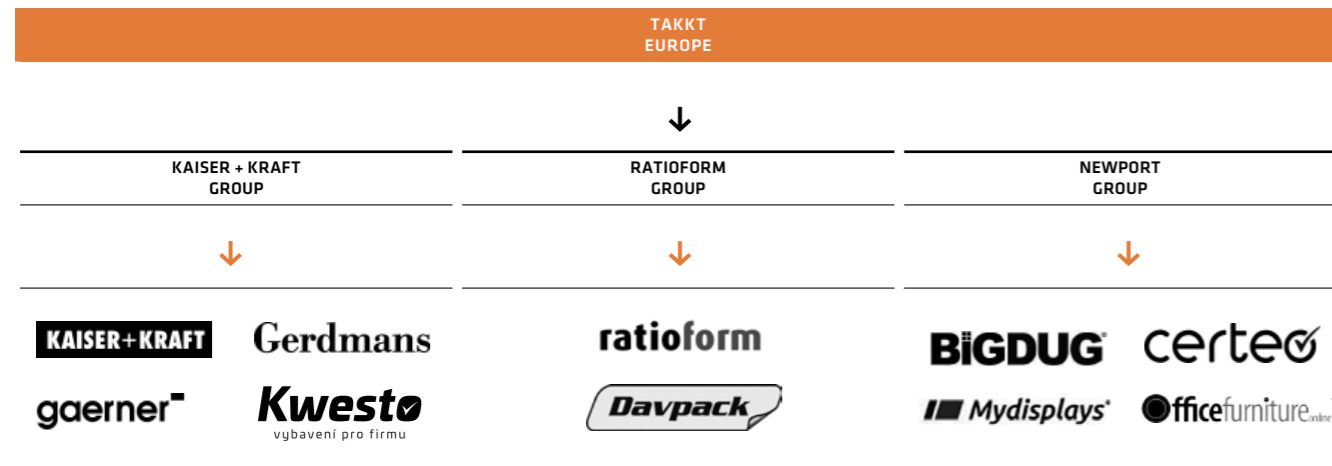 TAKKT
EUROPE
KAISER + KRAFT
GROUP
RATIOFORM
GROUP
NEWPORT
GROUP
KAISER+KRAFT
Gerdmans
gaerner
Kwesto
vybavení pro firmu
ratioform
Davpack
BiGDUG
certeo
Mydisplays
Officefurniture online